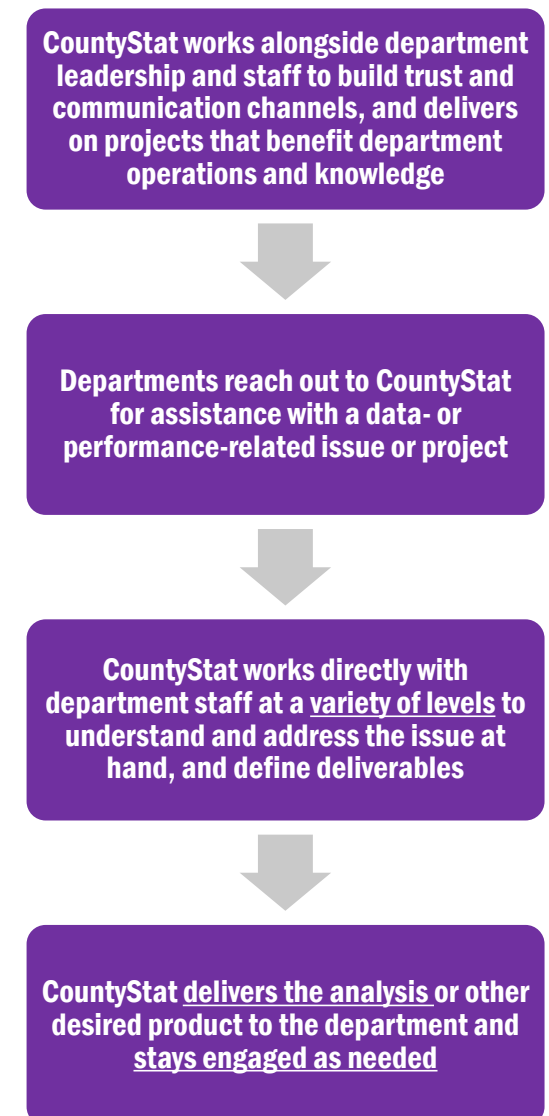 CountyStat works alongside department
leadership and staff to build trust and
communication channels, and delivers
on projects that benefit department
operations and knowledge
Departments reach out to CountyStat
for assistance with a data- or
performance-related issue or project
CountyStat works directly with
department staff at a variety of levels to
understand and address the issue at
hand, and define deliverables
CountyStat delivers the analysis or other
desired product to the department and
stays engaged as needed